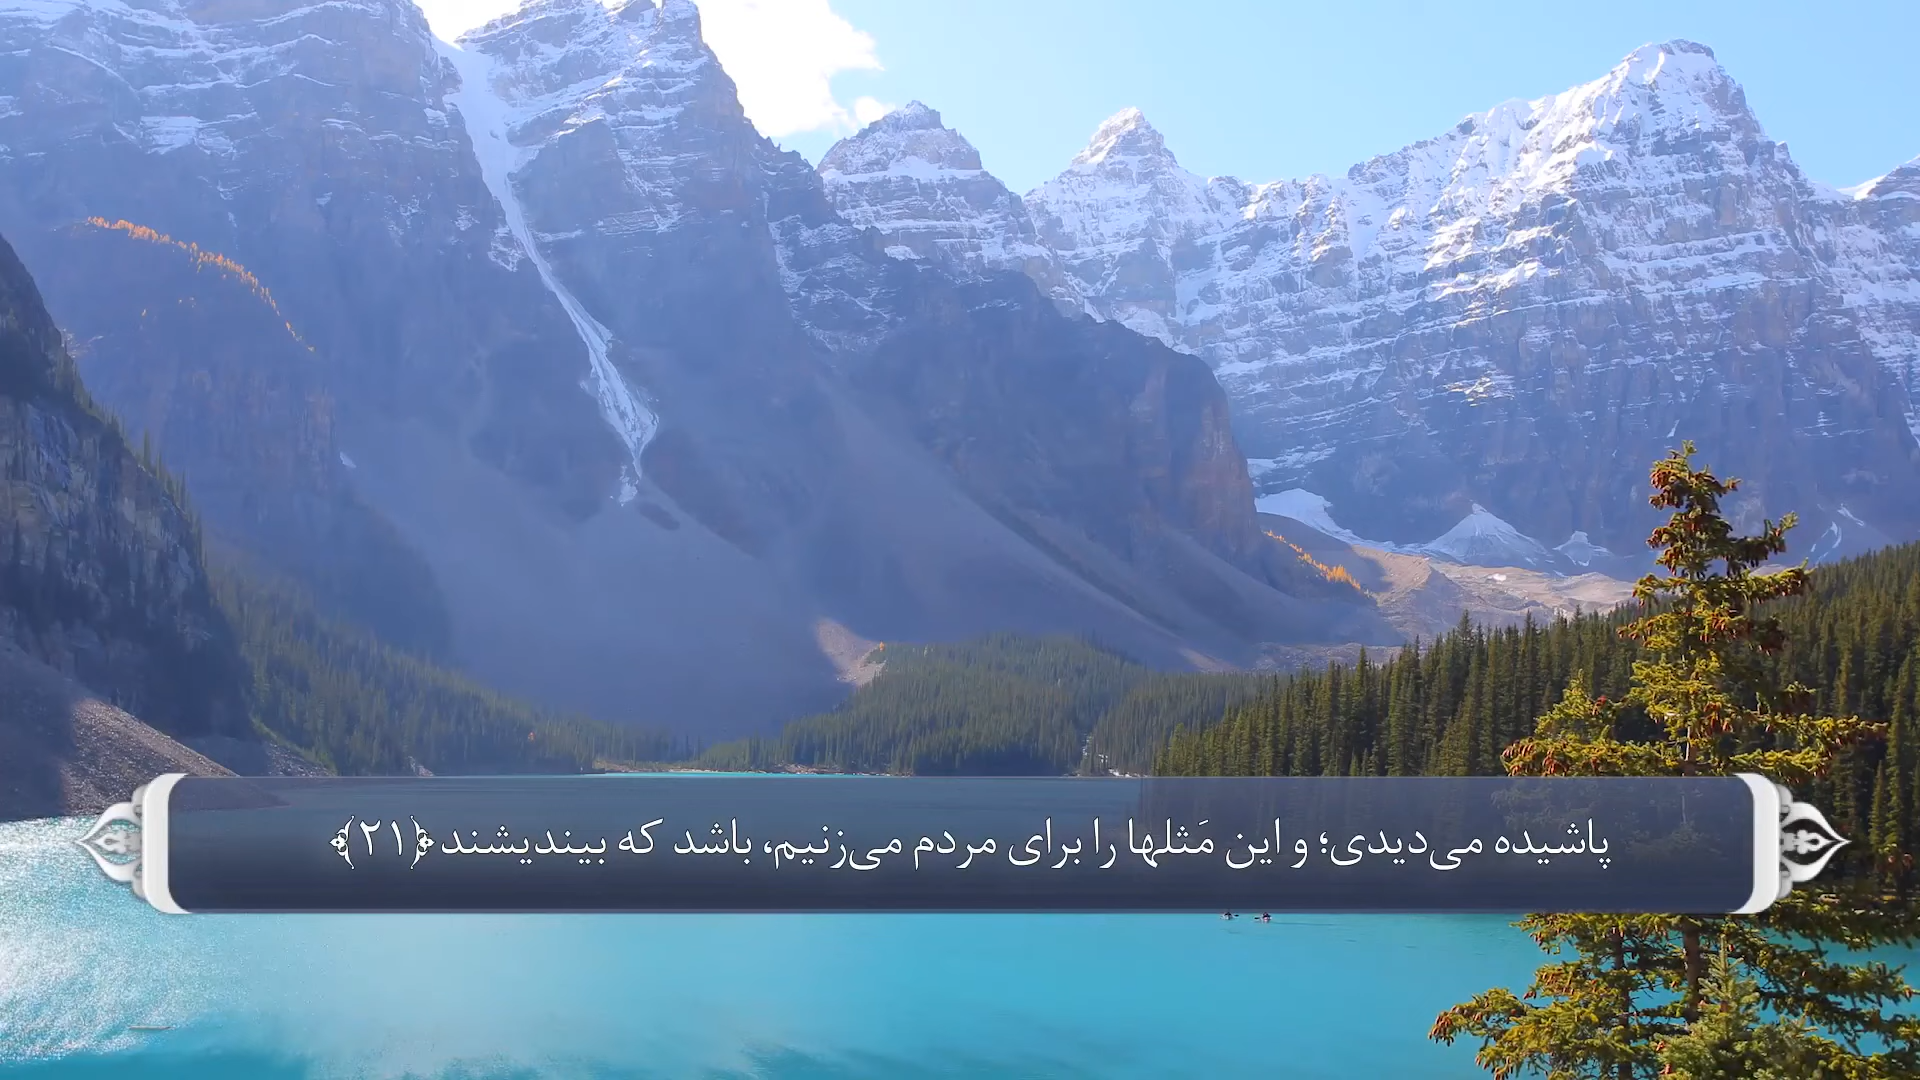 پاشیده می‌دیدی؛ و این مَثلها را برای مردم می‌زنیم، باشد که بیندیشند﴿۲۱﴾